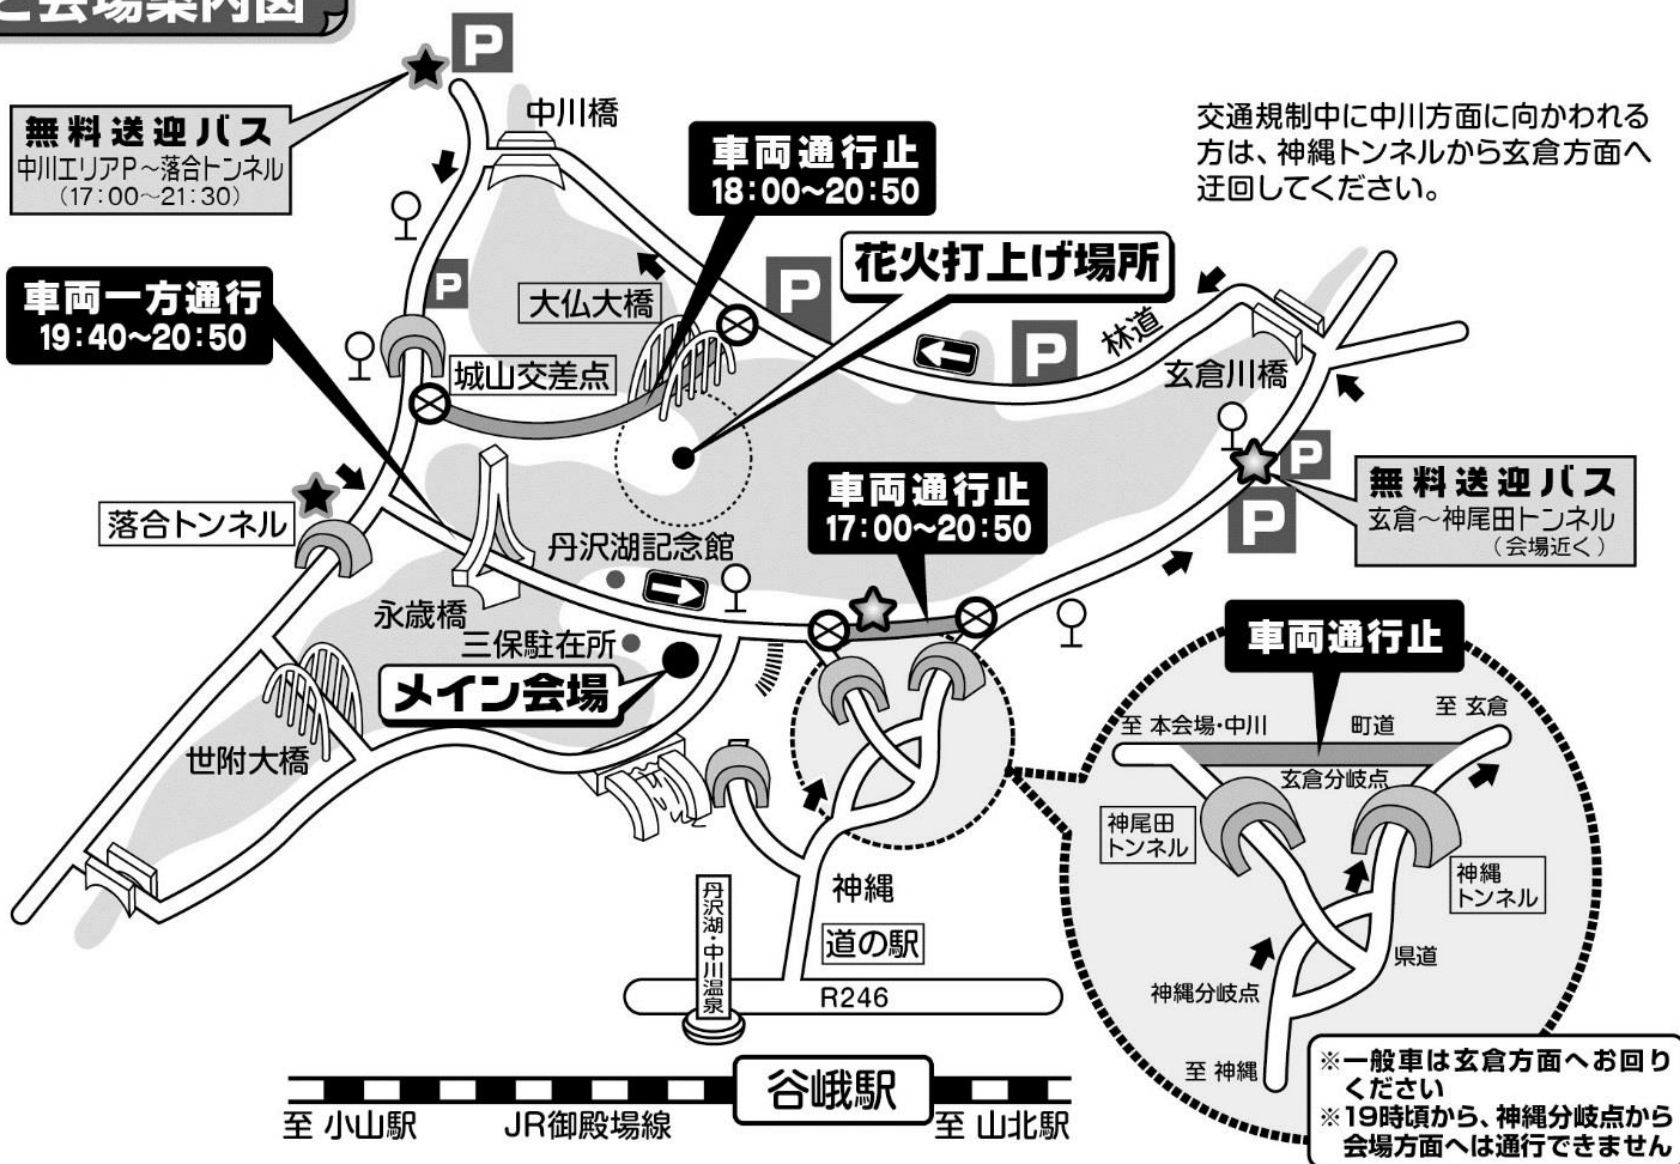 会場案内図
P
無料送迎バス
中川エリアP～落合トンネル
(17:00～21:30)
中川橋
車両通行止
18:00～20:50
交通規制中に中川方面に向かわれる
方は、神縄トンネルから玄倉方面へ
迂回してください。
花火打上げ場所
車両一方通行
19:40～20:50
P
大仏大橋
P
城山交差点
P
林道
玄倉川橋
P
P
無料送迎バス
玄倉～神尾田トンネル
(会場近く)
車両通行止
17:00～20:50
落合トンネル
丹沢湖記念館
永歳橋
三保駐在所
メイン会場
世附大橋
車両通行止
至 本会場・中川
町道
至 玄倉
玄倉分岐点
神尾田
トンネル
神縄
トンネル
県道
神縄分岐点
至 神縄
神縄
道の駅
丹沢湖・中川温泉
R246
※一般車は玄倉方面へお回り
ください
※19時頃から、神縄分岐点から
会場方面へは通行できません
谷峨駅
至 小山駅
JR御殿場線
至 山北駅